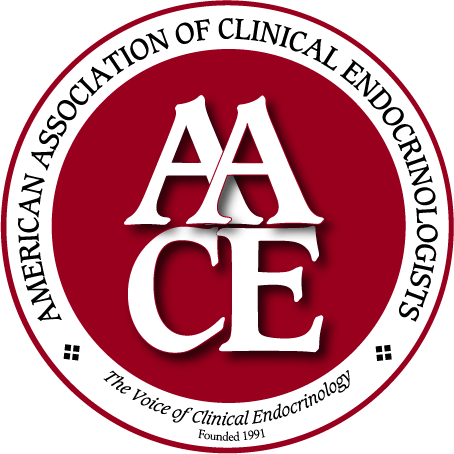 AMERICAN ASSOCIATION OF CLINICAL ENDOCRINOLOGISTS
AA
CE
The Voice of Clinical Endocrinology
Founded 1991